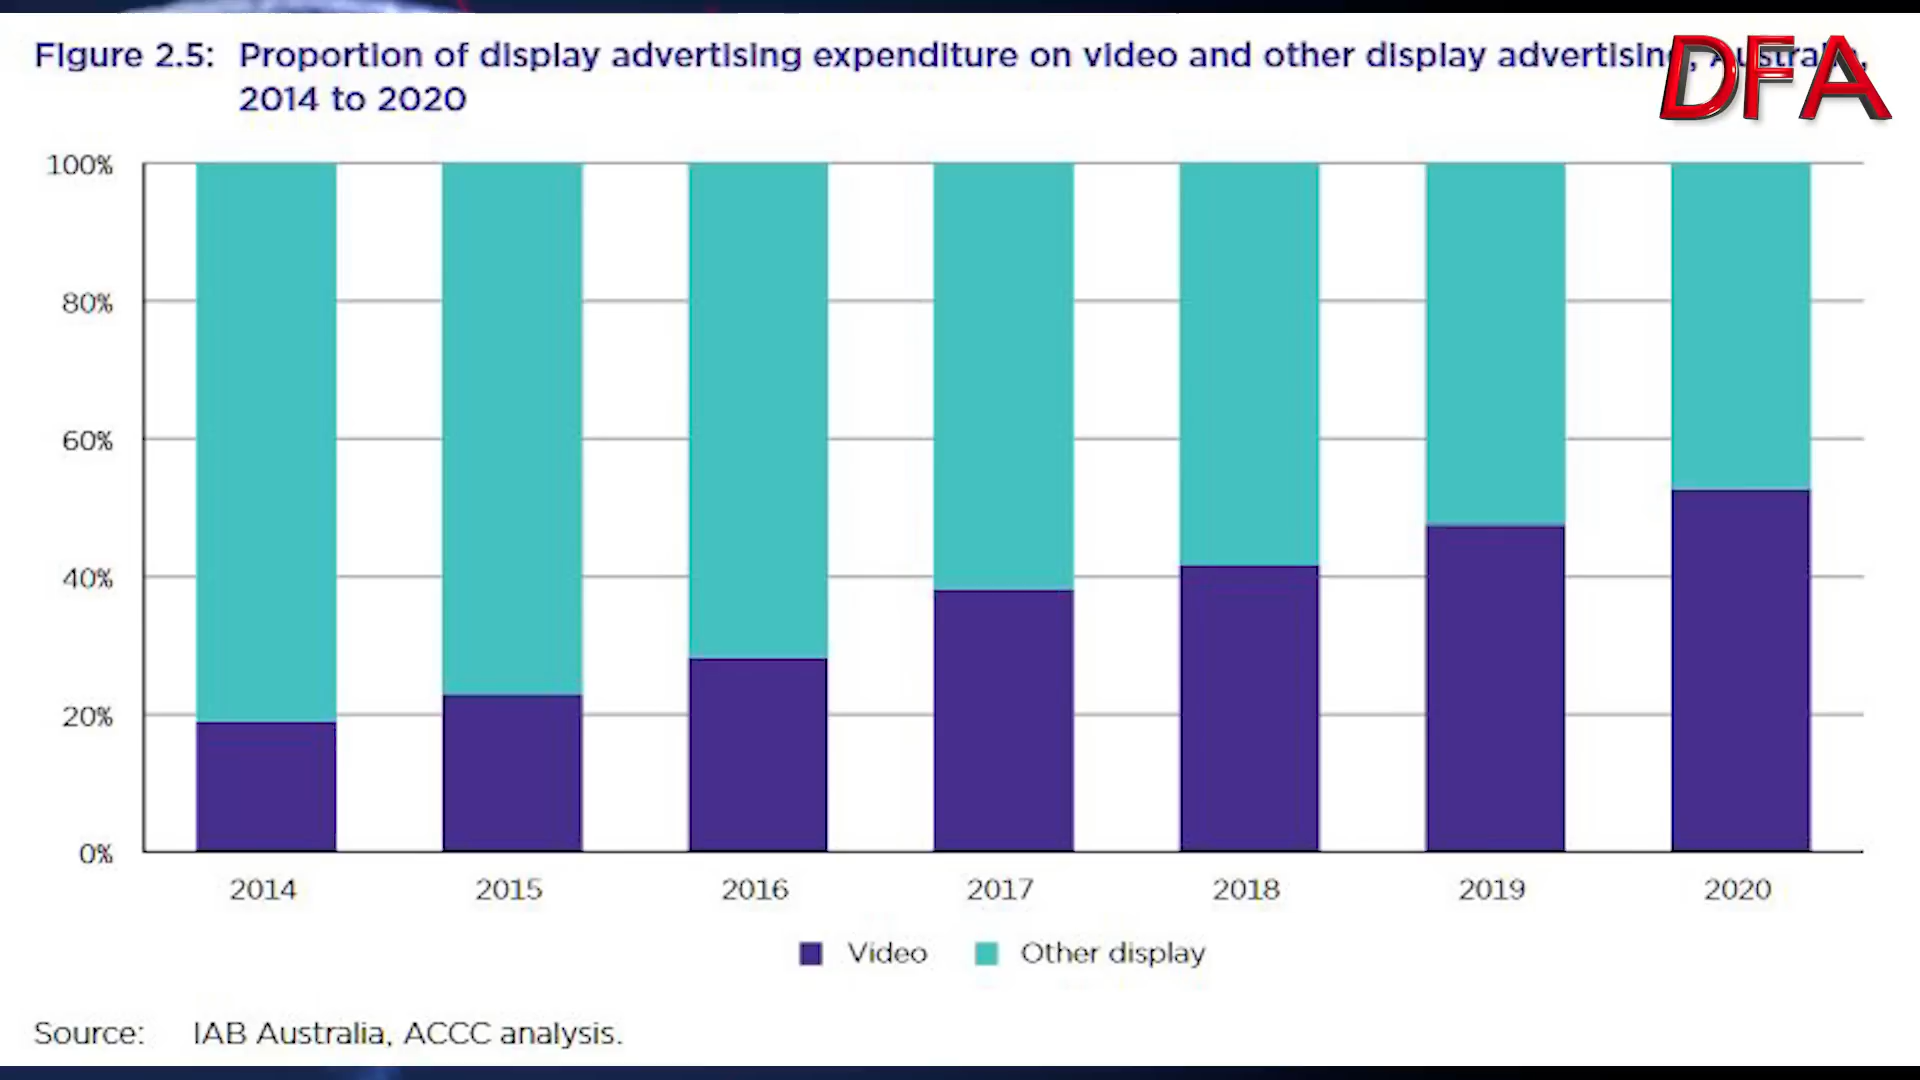 Figure 2.5: Proportion of display advertising expenditure on video and other display advertising, Australia,
2014 to 2020
DFA
100%
80%
60%
40%
20%
0%
2014 2015 2016 2017 2018 2019 2020
Video Other display
Source: IAB Australia, ACCC analysis.